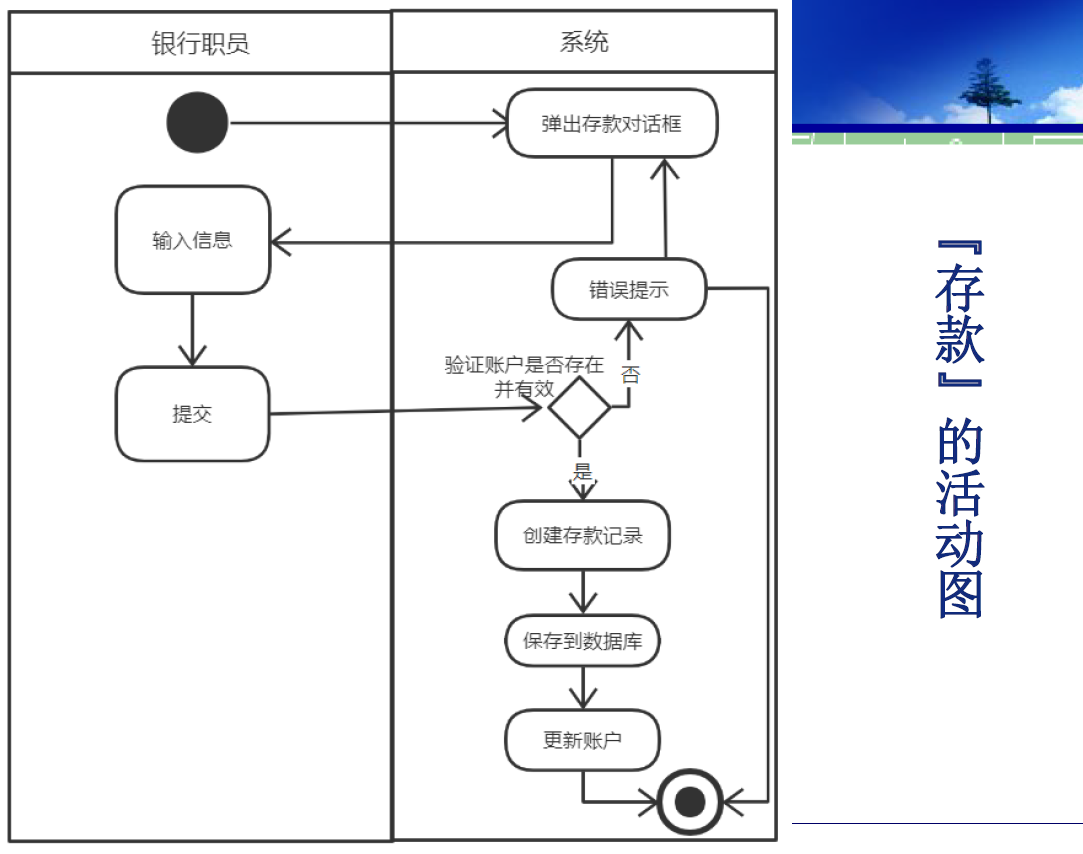 银行职员
系统
弹出存款对话框
输入信息
错误提示
验证账户是否存在
并有效
否
提交
是
创建存款记录
保存到数据库
更新账户
『存款』的活动图